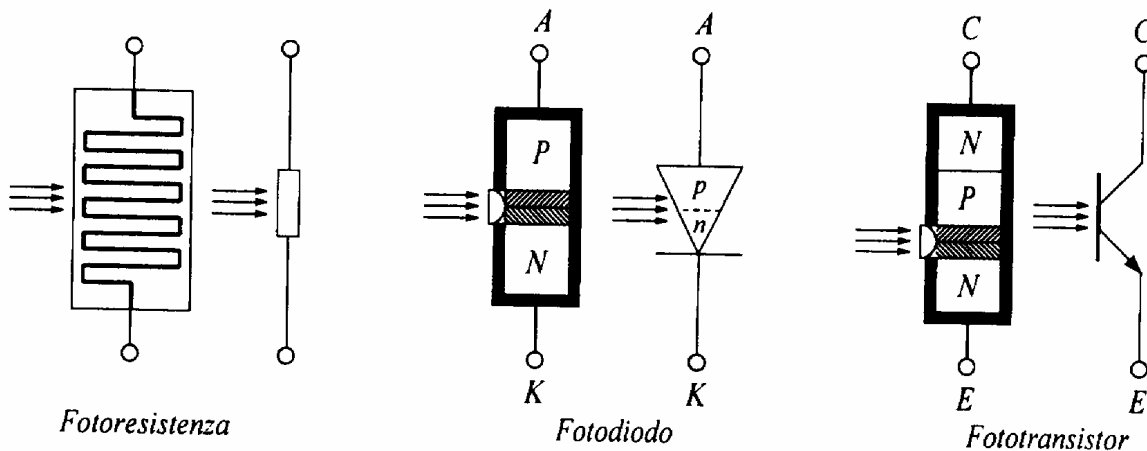 A
A
C
C
P
N
p
n
N
P
N
K
K
E
E
Fotoresistenza
Fotodiodo
Fototransistor